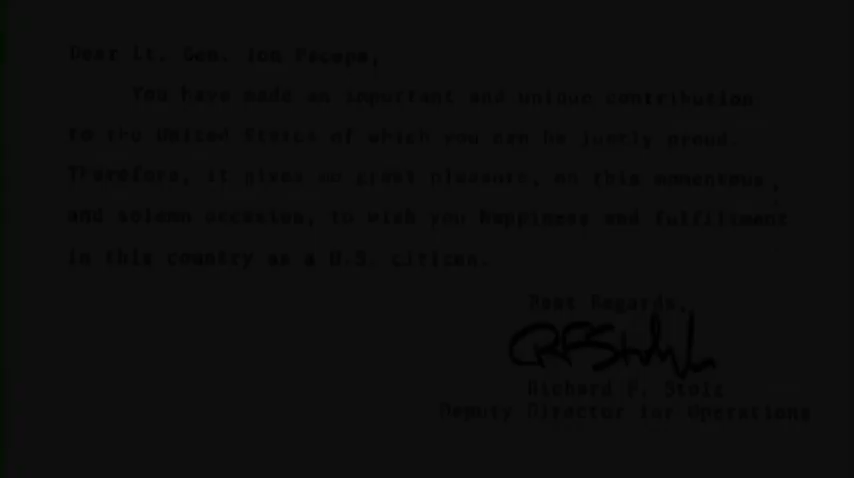 Dear Lt. Gen. Ion Pacepa,
You have made an important and unique contribution
to the United States of which you can be justly proud.
Therefore, it gives me great pleasure, on this momentous,
and solemn occasion, to wish you happiness and fulfillment
in this country as a U.S. citizen.
Best Regards,
RFStolz
Richard F. Stolz
Deputy Director for Operations